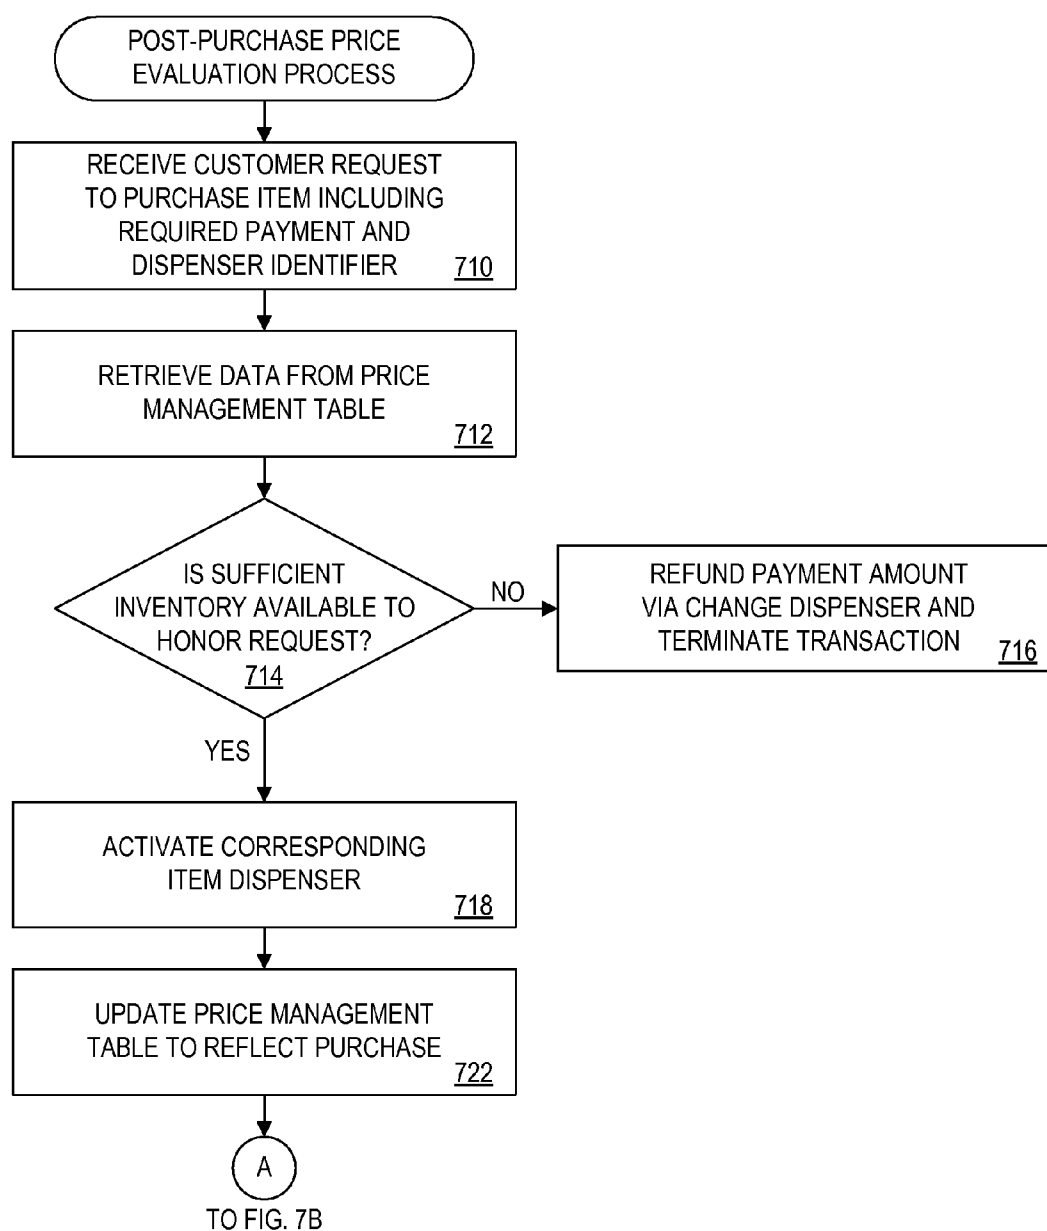 POST-PURCHASE PRICE
EVALUATION PROCESS
RECEIVE CUSTOMER REQUEST
TO PURCHASE ITEM INCLUDING
REQUIRED PAYMENT AND
DISPENSER IDENTIFIER
710
RETRIEVE DATA FROM PRICE
MANAGEMENT TABLE
712
IS SUFFICIENT
INVENTORY AVAILABLE TO
HONOR REQUEST?
714
NO
REFUND PAYMENT AMOUNT
VIA CHANGE DISPENSER AND
TERMINATE TRANSACTION
716
YES
ACTIVATE CORRESPONDING
ITEM DISPENSER
718
UPDATE PRICE MANAGEMENT
TABLE TO REFLECT PURCHASE
722
A
TO FIG. 7B